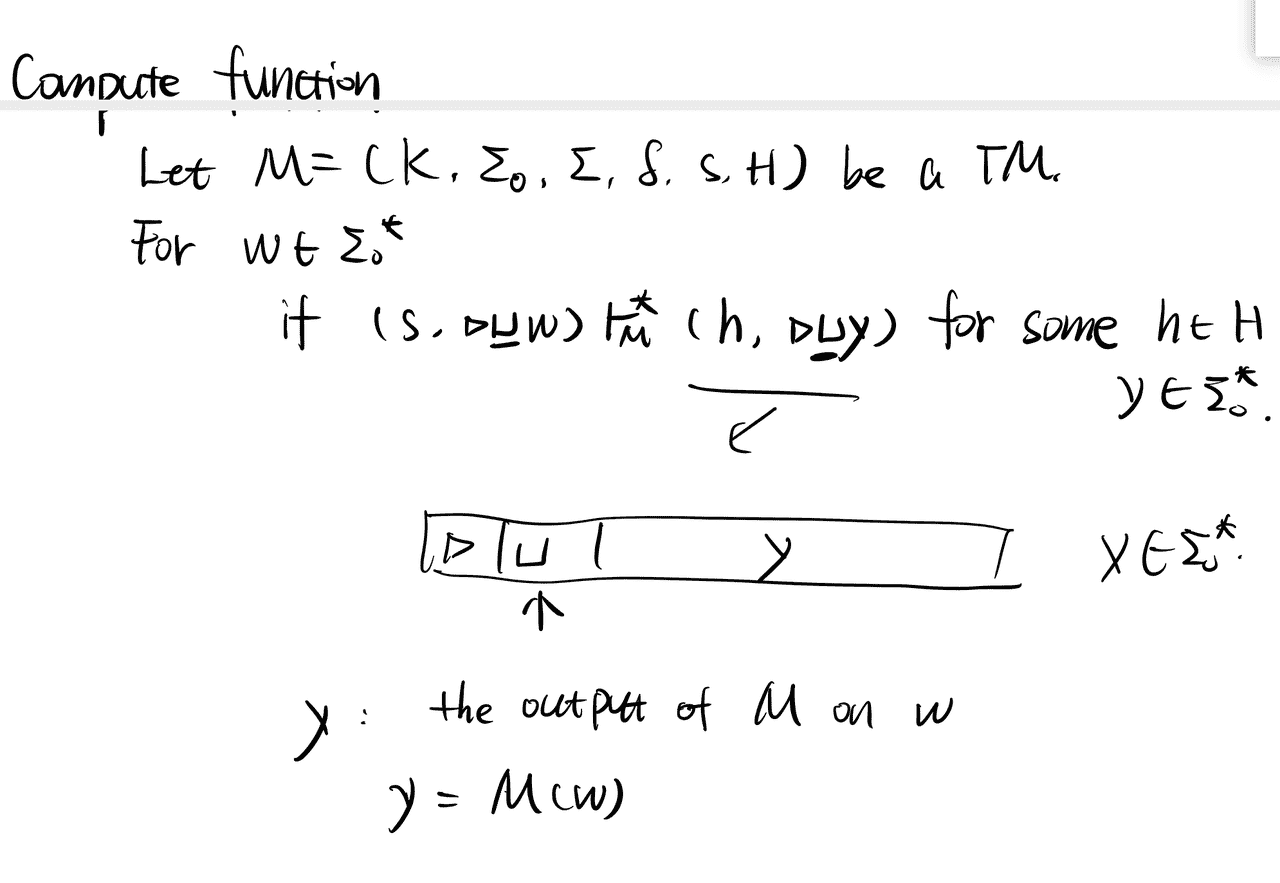 Compute function
Let M= (K, Σ₀, Σ, δ, s, H) be a TM.
For w ∈ Σ₀*
if (s, ▷⊔w) ⊢ₘ* (h, ▷⊔y) for some h ∈ H
y ∈ Σ₀*.
▷ | ⊔ | y y ∈ Σ₀*.
↑
y : the output of M on w
y = M(w)